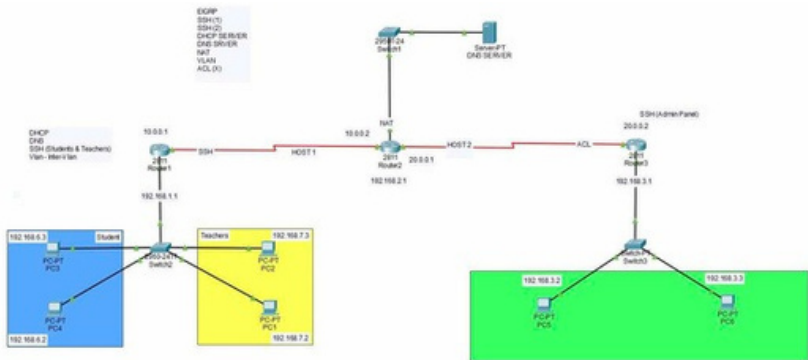 EIGRP
SSH (1)
SSH (2)
DHCP SERVER
DNS SRVER
NAT
VLAN
ACL (X)
Switch1
Server-PT
DNS SERVER
SSH (Admin Panel)
DHCP
DNS
SSH (Students & Teachers)
Vlan - Inter-Vlan
10.0.0.1
SSH
HOST 1
10.0.0.2
NAT
HOST 2
20.0.0.1
ACL
20.0.0.2
2811
Router1
2811
Router2
2811
Router3
192.168.1.1
192.168.2.1
192.168.3.1
192.168.6.3
Student
Teachers
192.168.7.3
PC-PT
PC3
Switch2
PC-PT
PC2
PC-PT
PC4
192.168.6.2
PC-PT
PC1
192.168.7.2
Switch3
192.168.3.2
192.168.3.3
PC-PT
PC5
PC-PT
PC6